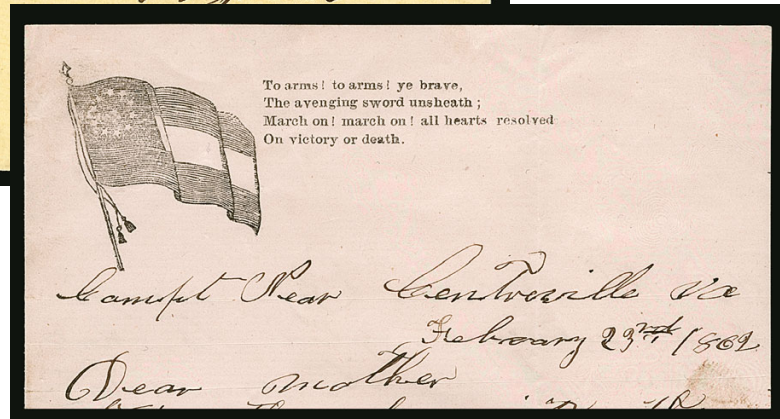 To arms! to arms! ye brave,
The avenging sword unsheath;
March on! march on! all hearts resolved
On victory or death.
Camp Near Centreville Va
February 23rd 1862
Dear Mother